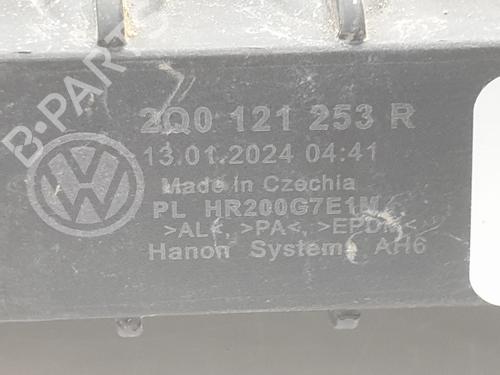 B-PARTS
2Q0 121 253 R
13.01.2024 04:41
Made in Czechia
PL HR200G7E1M
>AL<, >PA<, >EPDM<
Hanon Systems AH6